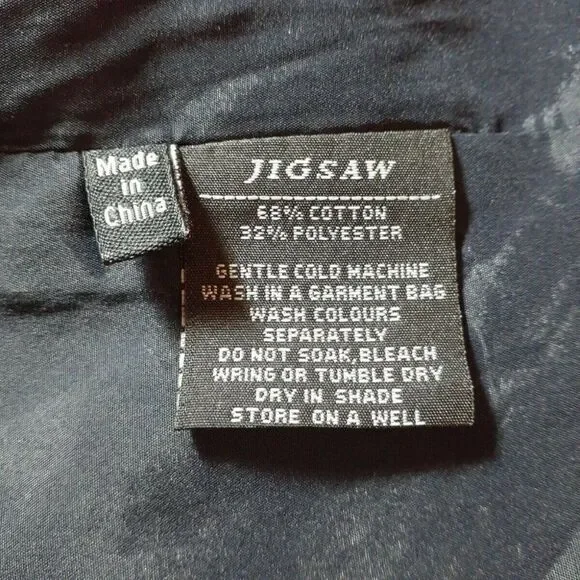 Made
in
China
JIGSAW
68% COTTON
32% POLYESTER
GENTLE COLD MACHINE
WASH IN A GARMENT BAG
WASH COLOURS
SEPARATELY
DO NOT SOAK,BLEACH
WRING OR TUMBLE DRY
DRY IN SHADE
STORE ON A WELL